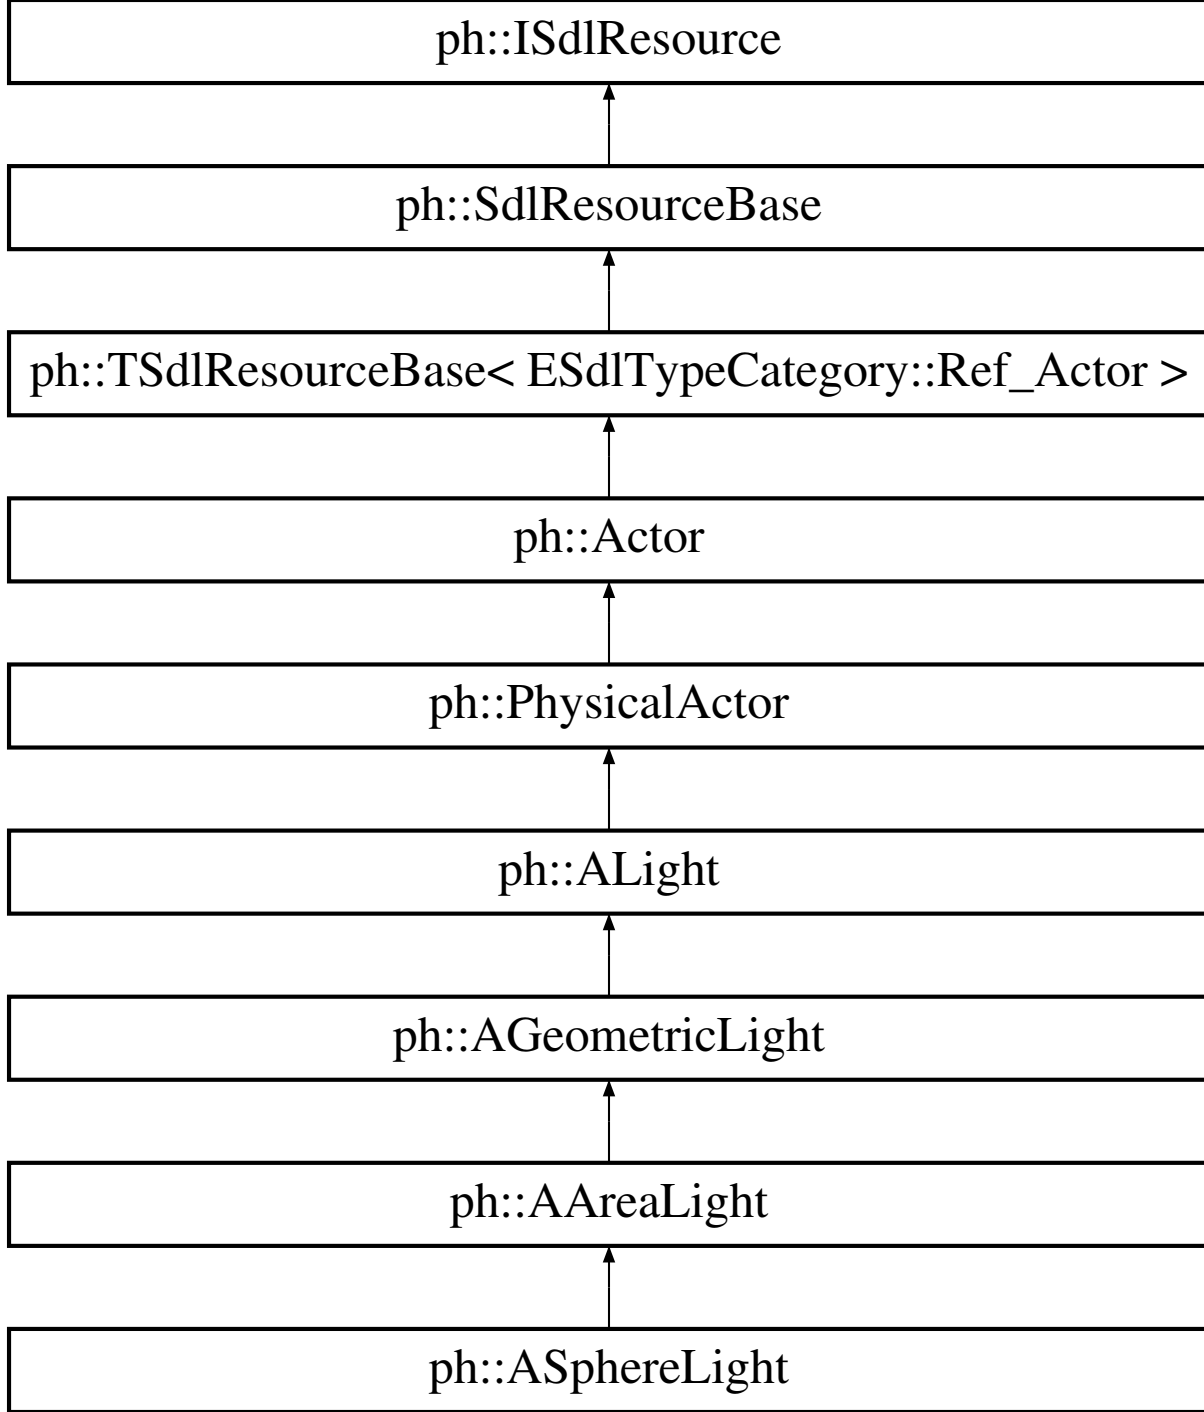 ph::ISdlResource
ph::SdlResourceBase
ph::TSdlResourceBase< ESdlTypeCategory::Ref_Actor >
ph::Actor
ph::PhysicalActor
ph::ALight
ph::AGeometricLight
ph::AAreaLight
ph::ASphereLight